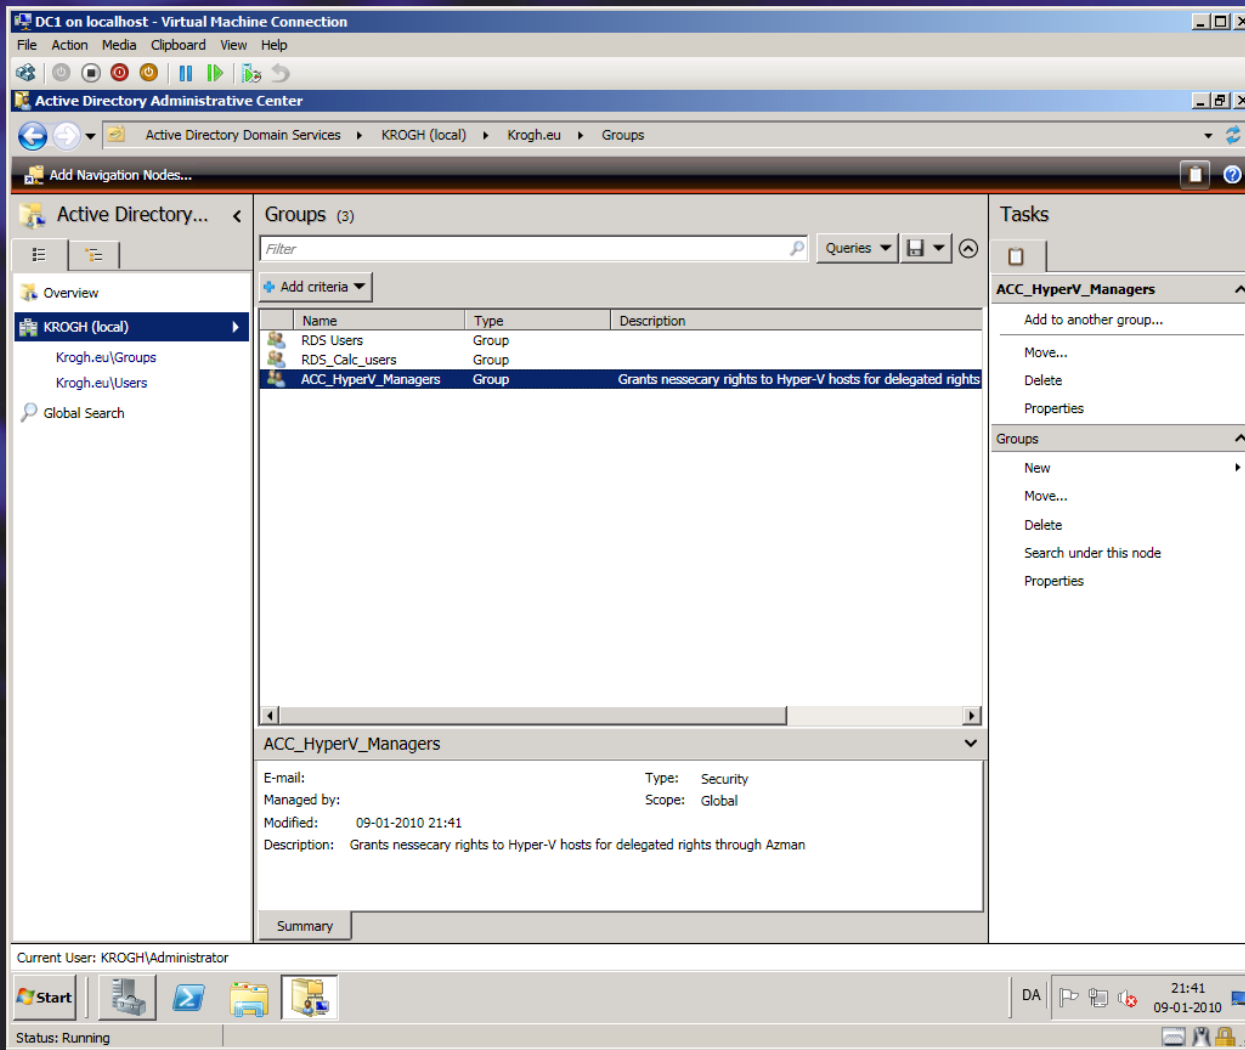 DC1 on localhost - Virtual Machine Connection
File Action Media Clipboard View Help
Active Directory Administrative Center
Active Directory Domain Services KROGH (local) Krogh.eu Groups
Add Navigation Nodes...
Active Directory...
Groups (3)
Tasks
Filter
Queries
Add criteria
ACC_HyperV_Managers
Overview
Add to another group...
Name Type Description
KROGH (local)
RDS Users Group
Move...
Krogh.eu\Groups
RDS_Calc_users Group
Krogh.eu\Users
ACC_HyperV_Managers Group Grants nessecary rights to Hyper-V hosts for delegated rights
Delete
Global Search
Properties
Groups
New
Move...
Delete
Search under this node
Properties
ACC_HyperV_Managers
E-mail: Type: Security
Managed by: Scope: Global
Modified: 09-01-2010 21:41
Description: Grants nessecary rights to Hyper-V hosts for delegated rights through Azman
Summary
Current User: KROGH\Administrator
Start
DA
21:41
09-01-2010
Status: Running